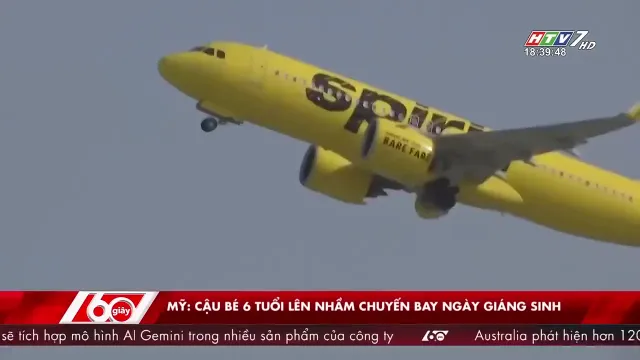 HTV7 HD
18:39:48
spirit
BARE FARE
60 giây
MỸ: CẬU BÉ 6 TUỔI LÊN NHẦM CHUYẾN BAY NGÀY GIÁNG SINH
sẽ tích hợp mô hình AI Gemini trong nhiều sản phẩm của công ty 60 Australia phát hiện hơn 120